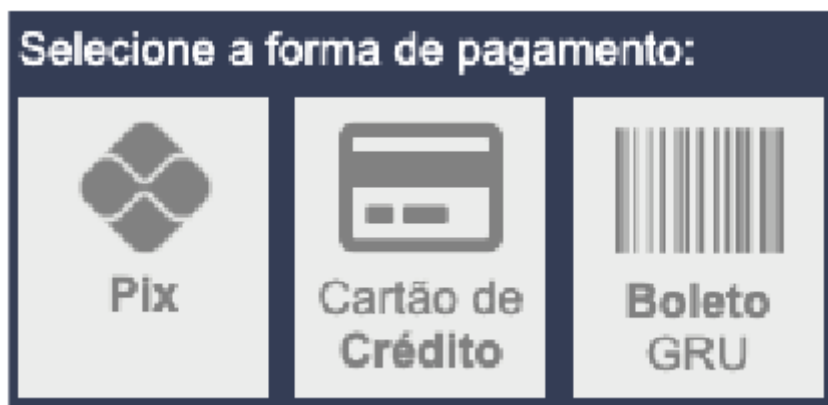 Selecione a forma de pagamento:
Pix
Cartão de
Crédito
Boleto
GRU